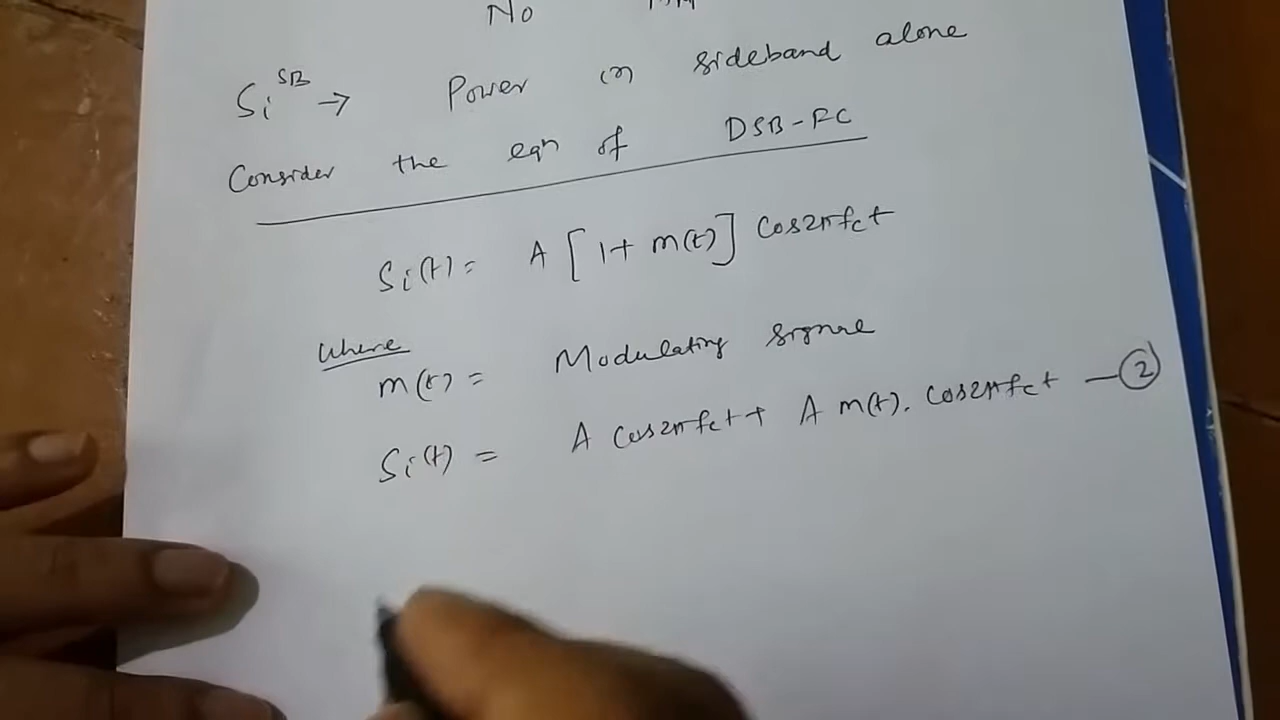 No
Si^SB → Power in sideband alone
Consider the eqn of DSB-FC
Si(t) = A [1+ m(t)] Cos2πfct
Where
m(t) = Modulating signal
Si(t) = A Cos2πfct + A m(t). Cos2πfct — ②